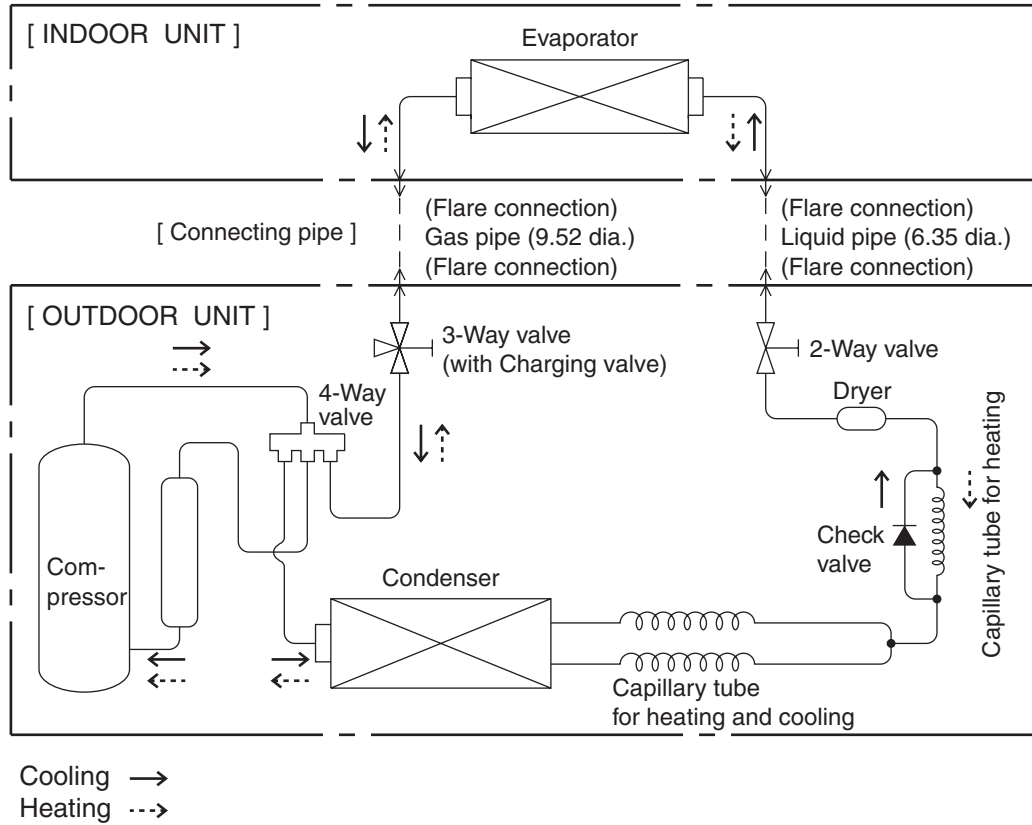 [ INDOOR UNIT ]
Evaporator
[ Connecting pipe ]
(Flare connection)
Gas pipe (9.52 dia.)
(Flare connection)
(Flare connection)
Liquid pipe (6.35 dia.)
(Flare connection)
[ OUTDOOR UNIT ]
3-Way valve
(with Charging valve)
2-Way valve
4-Way
valve
Dryer
Capillary tube for heating
Check
valve
Com-
pressor
Condenser
Capillary tube
for heating and cooling
Cooling
Heating